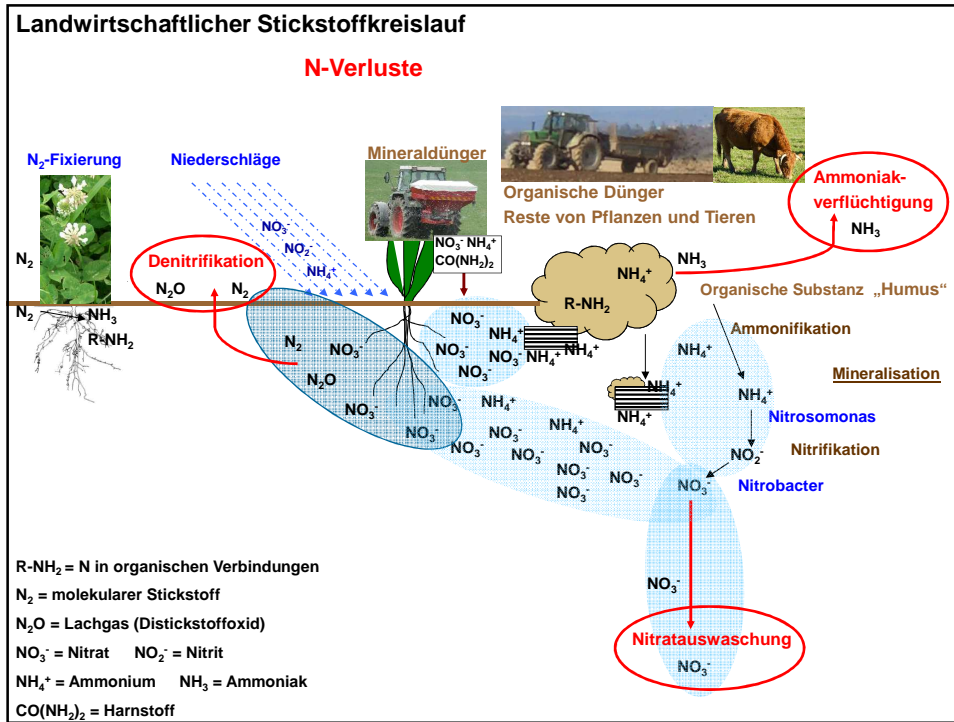 Landwirtschaftlicher Stickstoffkreislauf
N-Verluste
N₂-Fixierung
Niederschläge
Mineraldünger
Organische Dünger
Reste von Pflanzen und Tieren
Ammoniak-
verflüchtigung
NH₃
N₂
Denitrifikation
N₂O N₂
NO₃⁻
NO₂⁻
NH₄⁺
NO₃⁻ NH₄⁺
CO(NH₂)₂
NH₄⁺
R-NH₂
NH₃
Organische Substanz „Humus“
N₂
NH₃
R-NH₂
N₂
N₂O
NO₃⁻
NO₃⁻
NO₃⁻
NO₃⁻
NO₃⁻
NH₄⁺
NO₃⁻
NH₄⁺
NH₄⁺
NO₃⁻
Ammonifikation
NH₄⁺
Mineralisation
NH₄⁺
NH₄⁺
NH₄⁺
Nitrosomonas
NO₂⁻
Nitrifikation
Nitrobacter
NO₃⁻
NO₃⁻
NH₄⁺
NO₃⁻
NO₃⁻
NH₄⁺
NO₃⁻
NO₃⁻
NO₃⁻
NO₃⁻
NO₃⁻
NO₃⁻
NO₃⁻
Nitratauswaschung
NO₃⁻
R-NH₂ = N in organischen Verbindungen
N₂ = molekularer Stickstoff
N₂O = Lachgas (Distickstoffoxid)
NO₃⁻ = Nitrat NO₂⁻ = Nitrit
NH₄⁺ = Ammonium NH₃ = Ammoniak
CO(NH₂)₂ = Harnstoff